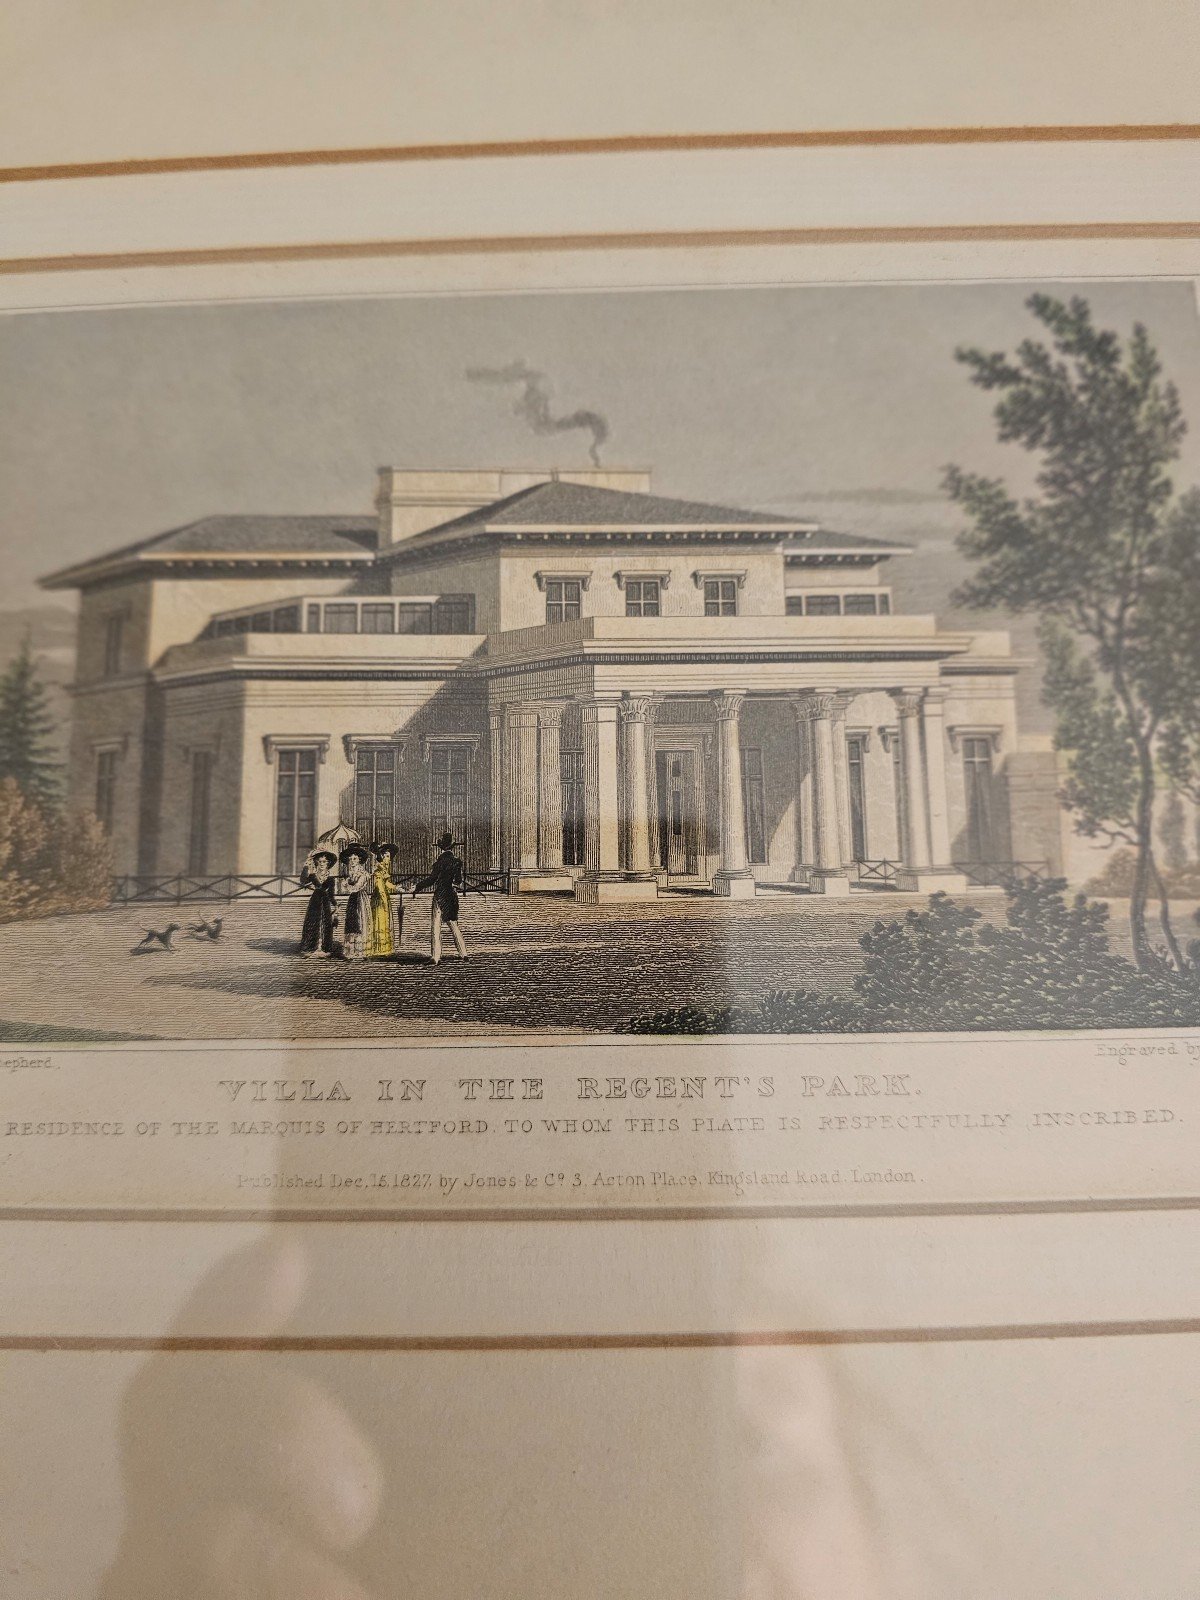 epherd.
Engraved by
VILLA IN THE REGENT'S PARK.
RESIDENCE OF THE MARQUIS OF HERTFORD, TO WHOM THIS PLATE IS RESPECTFULLY INSCRIBED.
Published Dec. 15, 1827, by Jones & Co. 3, Acton Place, Kingsland Road, London.